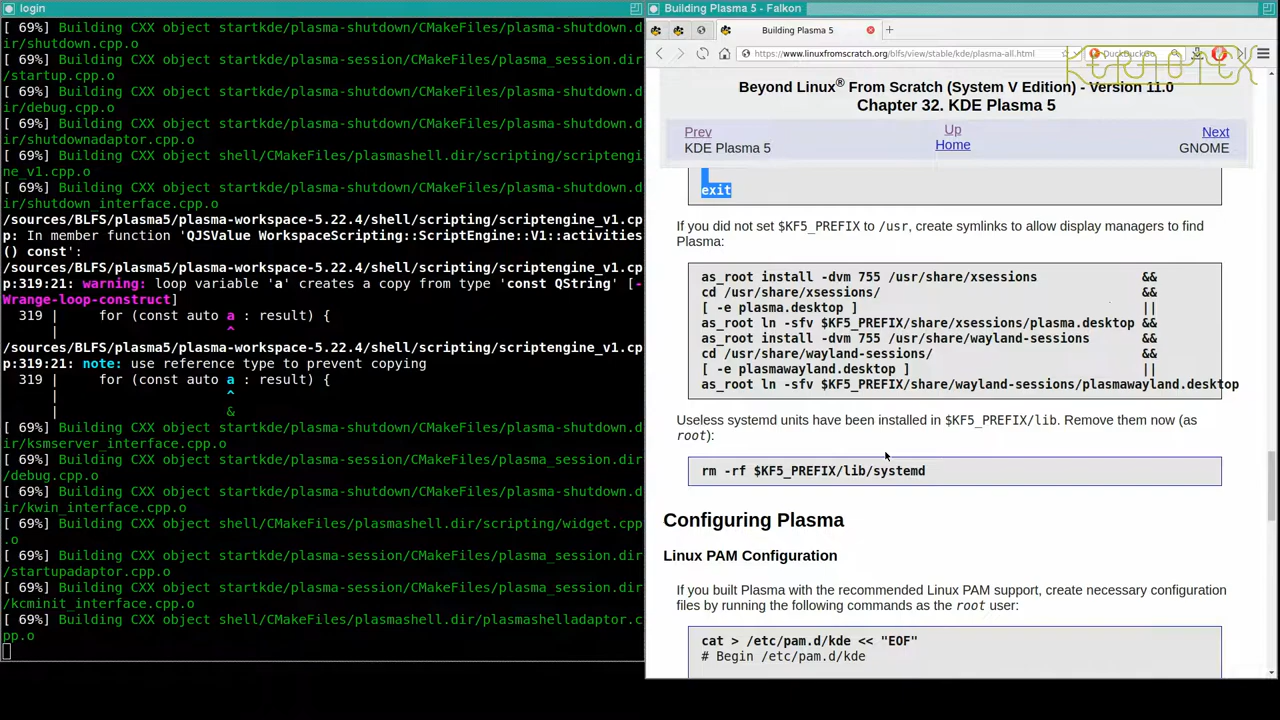 login
[ 69%] Building CXX object startkde/plasma-shutdown/CMakeFiles/plasma-shutdown.d
ir/shutdown.cpp.o
[ 69%] Building CXX object startkde/plasma-session/CMakeFiles/plasma_session.dir
/startup.cpp.o
[ 69%] Building CXX object startkde/plasma-shutdown/CMakeFiles/plasma-shutdown.d
ir/debug.cpp.o
[ 69%] Building CXX object startkde/plasma-shutdown/CMakeFiles/plasma-shutdown.d
ir/shutdownadaptor.cpp.o
[ 69%] Building CXX object shell/CMakeFiles/plasmashell.dir/scripting/scriptengi
ne_v1.cpp.o
[ 69%] Building CXX object startkde/plasma-shutdown/CMakeFiles/plasma-shutdown.d
ir/shutdown_interface.cpp.o
/sources/BLFS/plasma5/plasma-workspace-5.22.4/shell/scripting/scriptengine_v1.cp
p: In member function 'QJSValue WorkspaceScripting::ScriptEngine::V1::activities
() const':
/sources/BLFS/plasma5/plasma-workspace-5.22.4/shell/scripting/scriptengine_v1.cp
p:319:21: warning: loop variable 'a' creates a copy from type 'const QString' [-
Wrange-loop-construct]
319 |     for (const auto a : result) {
|                     ^
/sources/BLFS/plasma5/plasma-workspace-5.22.4/shell/scripting/scriptengine_v1.cp
p:319:21: note: use reference type to prevent copying
319 |     for (const auto a : result) {
|                     ^
|                     &
[ 69%] Building CXX object startkde/plasma-shutdown/CMakeFiles/plasma-shutdown.d
ir/ksmserver_interface.cpp.o
[ 69%] Building CXX object startkde/plasma-session/CMakeFiles/plasma_session.dir
/debug.cpp.o
[ 69%] Building CXX object startkde/plasma-shutdown/CMakeFiles/plasma-shutdown.d
ir/kwin_interface.cpp.o
[ 69%] Building CXX object shell/CMakeFiles/plasmashell.dir/scripting/widget.cpp
.o
[ 69%] Building CXX object startkde/plasma-session/CMakeFiles/plasma_session.dir
/startupadaptor.cpp.o
[ 69%] Building CXX object startkde/plasma-session/CMakeFiles/plasma_session.dir
/kcminit_interface.cpp.o
[ 69%] Building CXX object shell/CMakeFiles/plasmashell.dir/plasmashelladaptor.c
pp.o
Building Plasma 5 - Falkon
Building Plasma 5
https://www.linuxfromscratch.org/blfs/view/stable/kde/plasma-all.html
DuckDuckGo
KERNOTEX
Beyond Linux® From Scratch (System V Edition) - Version 11.0
Chapter 32. KDE Plasma 5
Prev Up Next
KDE Plasma 5 Home GNOME
exit
If you did not set $KF5_PREFIX to /usr, create symlinks to allow display managers to find
Plasma:
as_root install -dvm 755 /usr/share/xsessions &&
cd /usr/share/xsessions/ &&
[ -e plasma.desktop ] ||
as_root ln -sfv $KF5_PREFIX/share/xsessions/plasma.desktop &&
as_root install -dvm 755 /usr/share/wayland-sessions &&
cd /usr/share/wayland-sessions/ &&
[ -e plasmawayland.desktop ] ||
as_root ln -sfv $KF5_PREFIX/share/wayland-sessions/plasmawayland.desktop
Useless systemd units have been installed in $KF5_PREFIX/lib. Remove them now (as
root):
rm -rf $KF5_PREFIX/lib/systemd
Configuring Plasma
Linux PAM Configuration
If you built Plasma with the recommended Linux PAM support, create necessary configuration
files by running the following commands as the root user:
cat > /etc/pam.d/kde << "EOF"
# Begin /etc/pam.d/kde